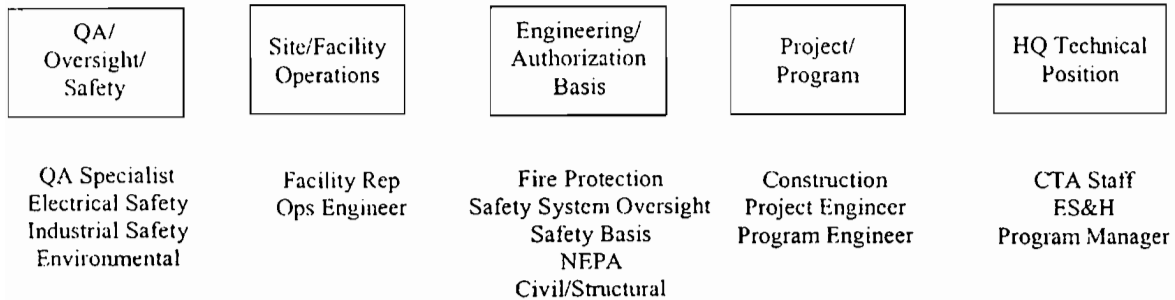 QA/
Oversight/
Safety
Site/Facility
Operations
Engineering/
Authorization
Basis
Project/
Program
HQ Technical
Position
QA Specialist
Electrical Safety
Industrial Safety
Environmental
Facility Rep
Ops Engineer
Fire Protection
Safety System Oversight
Safety Basis
NEPA
Civil/Structural
Construction
Project Engineer
Program Engineer
CTA Staff
ES&H
Program Manager